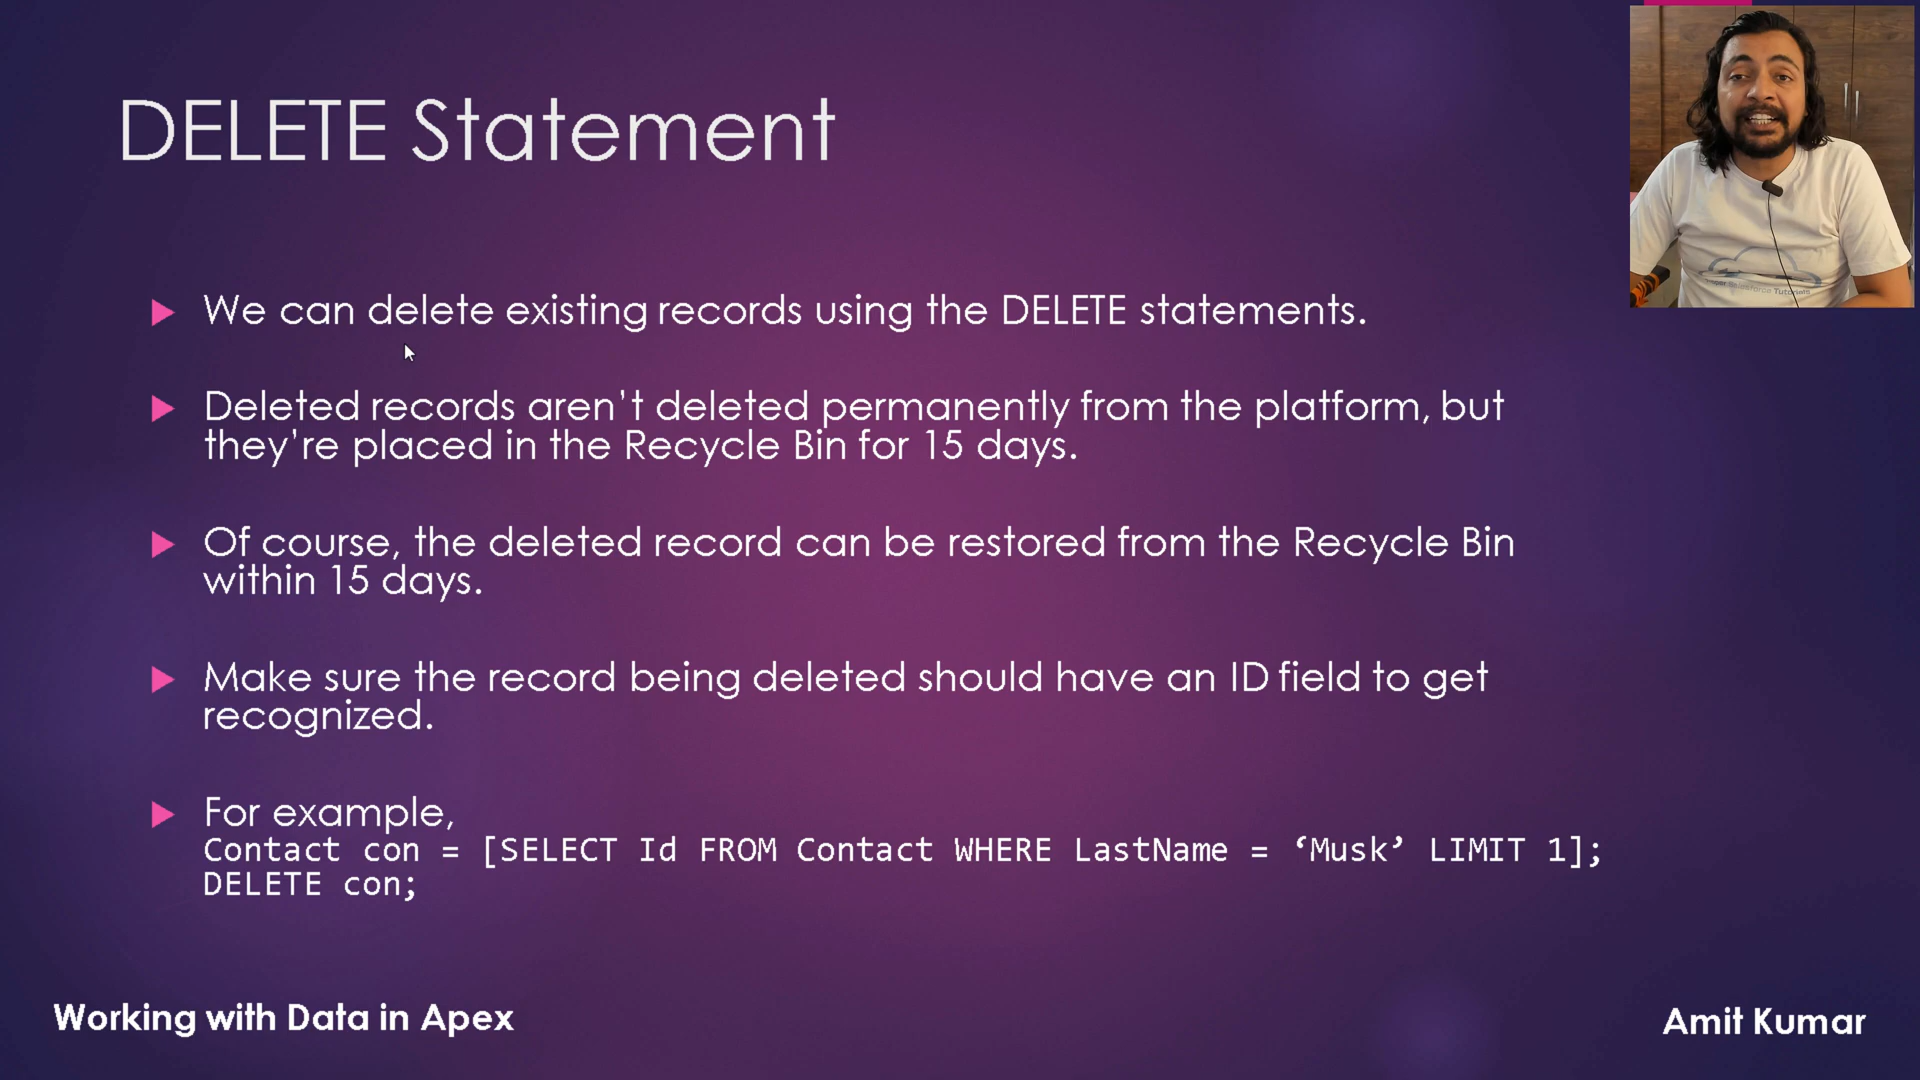 DELETE Statement
We can delete existing records using the DELETE statements.
Deleted records aren't deleted permanently from the platform, but
they're placed in the Recycle Bin for 15 days.
Of course, the deleted record can be restored from the Recycle Bin
within 15 days.
Make sure the record being deleted should have an ID field to get
recognized.
For example,
Contact con = [SELECT Id FROM Contact WHERE LastName = ‘Musk’ LIMIT 1];
DELETE con;
Working with Data in Apex
Amit Kumar